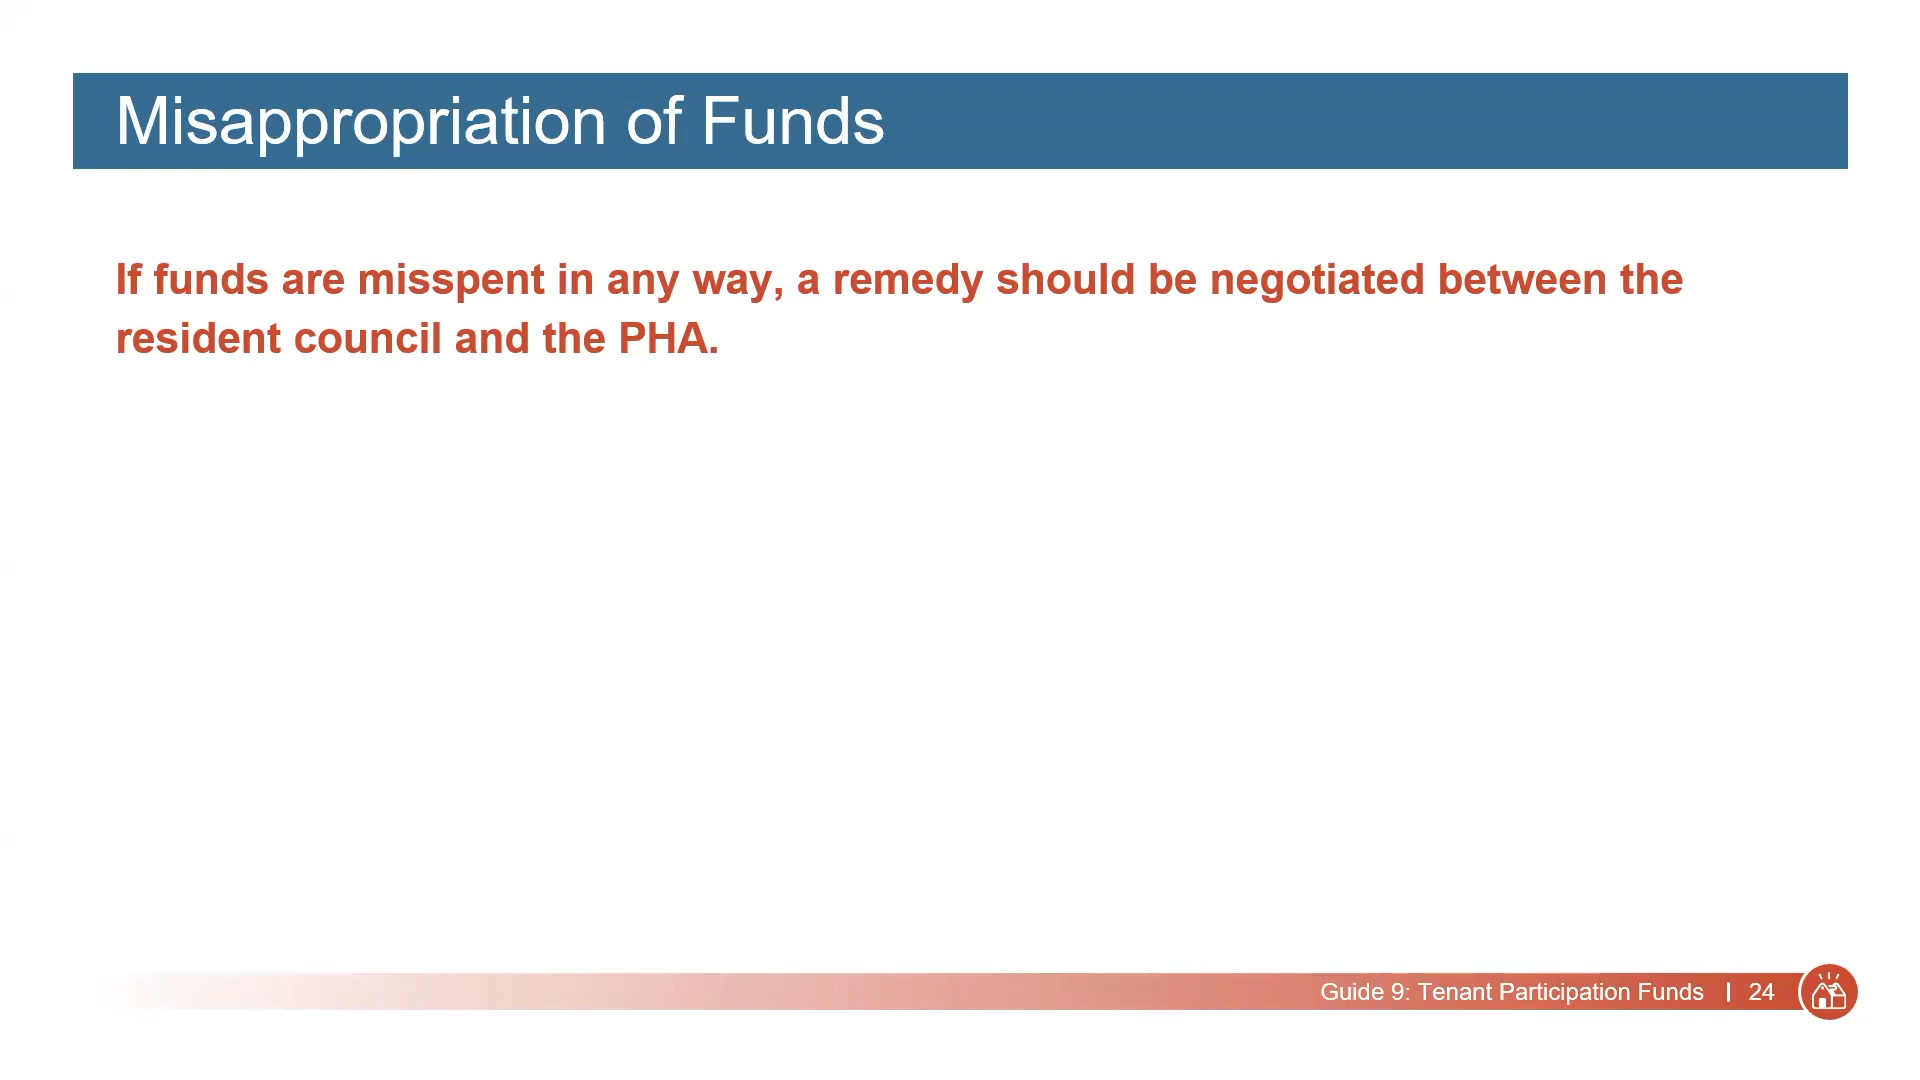 Misappropriation of Funds
If funds are misspent in any way, a remedy should be negotiated between the
resident council and the PHA.
Guide 9: Tenant Participation Funds | 24